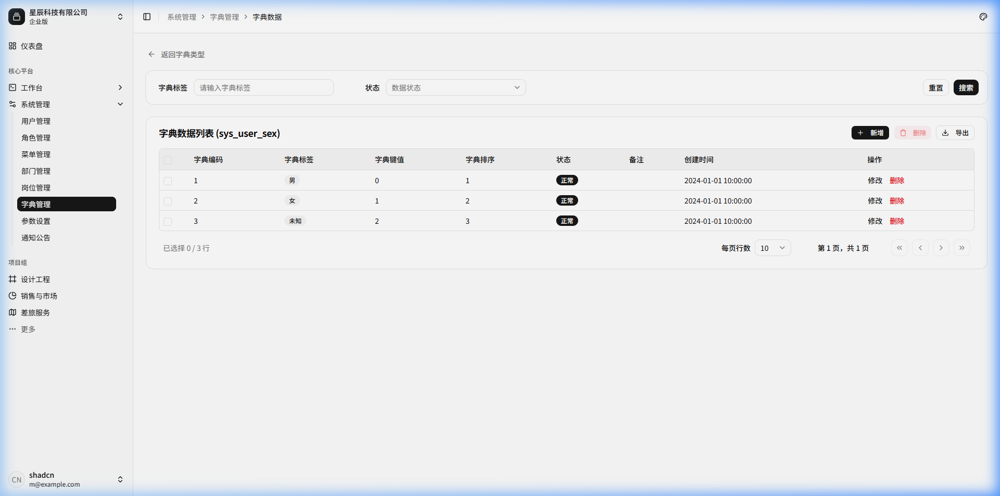 星辰科技有限公司
企业版
仪表盘
核心平台
工作台
系统管理
用户管理
角色管理
菜单管理
部门管理
岗位管理
字典管理
参数设置
通知公告
项目组
设计工程
销售与市场
差旅服务
更多
CN
shadcn
m@example.com
系统管理 字典管理 字典数据
返回字典类型
字典标签 请输入字典标签 状态 数据状态 重置 搜索
字典数据列表 (sys_user_sex) 新增 删除 导出
字典编码 字典标签 字典键值 字典排序 状态 备注 创建时间 操作
1 男 0 1 正常 2024-01-01 10:00:00 修改 删除
2 女 1 2 正常 2024-01-01 10:00:00 修改 删除
3 未知 2 3 正常 2024-01-01 10:00:00 修改 删除
已选择 0 / 3 行 每页行数 10 第 1 页，共 1 页